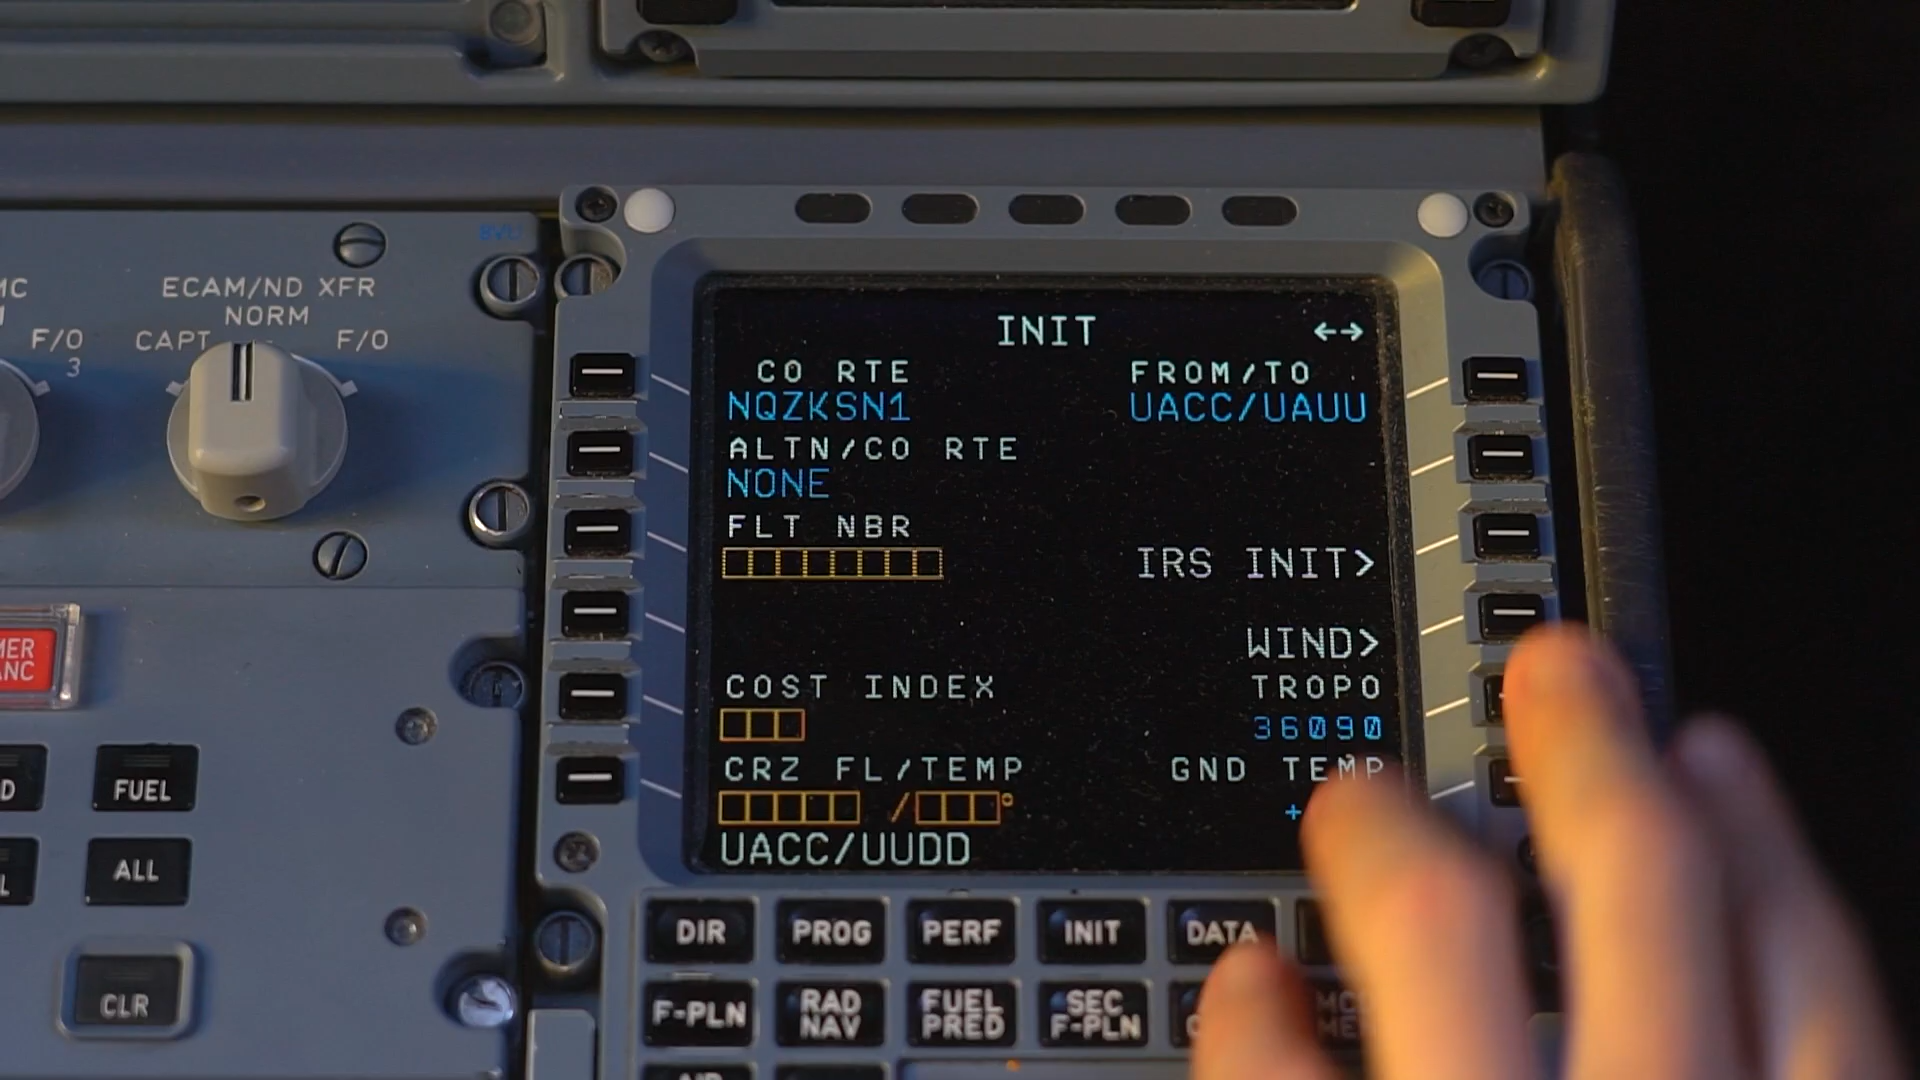 8VU
ECAM/ND XFR
NORM
CAPT
F/O
F/O
3
FUEL
ALL
CLR
INIT ←→
CO RTE FROM/TO
NQZKSN1 UACC/UAUU
ALTN/CO RTE
NONE
FLT NBR
IRS INIT>
WIND>
COST INDEX TROPO
36090
CRZ FL/TEMP GND TEMP
/ ° +
UACC/UUDD
DIR PROG PERF INIT DATA
F-PLN RAD NAV FUEL PRED SEC F-PLN